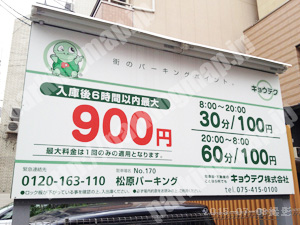 街のパーキングポイント。
キョウテク
入庫後6時間以内最大
900円
最大料金は1回のみの適用となります。
8:00～20:00
30分/100円
20:00～8:00
60分/100円
緊急連絡先
0120-163-110
No.170
松原パーキング
キョウテク株式会社
tel.075-415-0100